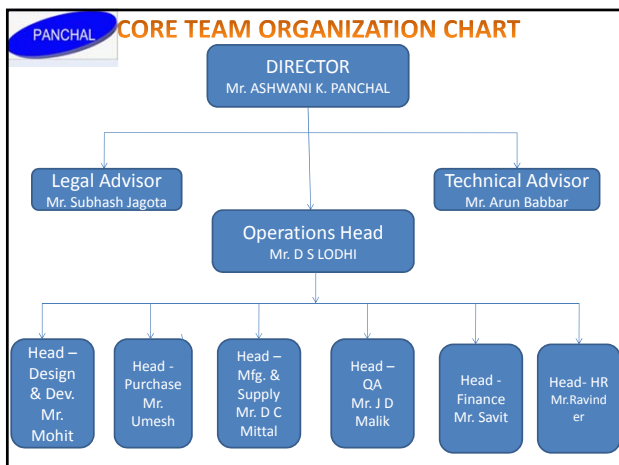 PANCHAL
CORE TEAM ORGANIZATION CHART
DIRECTOR
Mr. ASHWANI K. PANCHAL
Legal Advisor
Mr. Subhash Jagota
Technical Advisor
Mr. Arun Babbar
Operations Head
Mr. D S LODHI
Head –
Design
& Dev.
Mr.
Mohit
Head -
Purchase
Mr.
Umesh
Head –
Mfg. &
Supply
Mr. D C
Mittal
Head –
QA
Mr. J D
Malik
Head -
Finance
Mr. Savit
Head- HR
Mr.Ravind
er